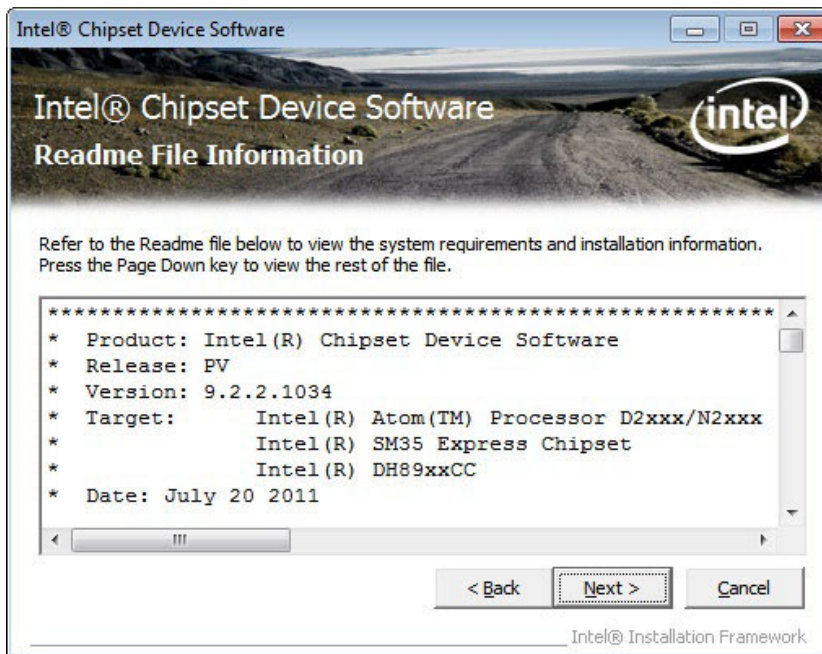 Intel® Chipset Device Software
Intel® Chipset Device Software
intel
Readme File Information
Refer to the Readme file below to view the system requirements and installation information.
Press the Page Down key to view the rest of the file.
********************************************************
* Product: Intel(R) Chipset Device Software
* Release: PV
* Version: 9.2.2.1034
* Target: Intel(R) Atom(TM) Processor D2xxx/N2xxx
* Intel(R) SM35 Express Chipset
* Intel(R) DH89xxCC
* Date: July 20 2011
< Back Next > Cancel
Intel® Installation Framework